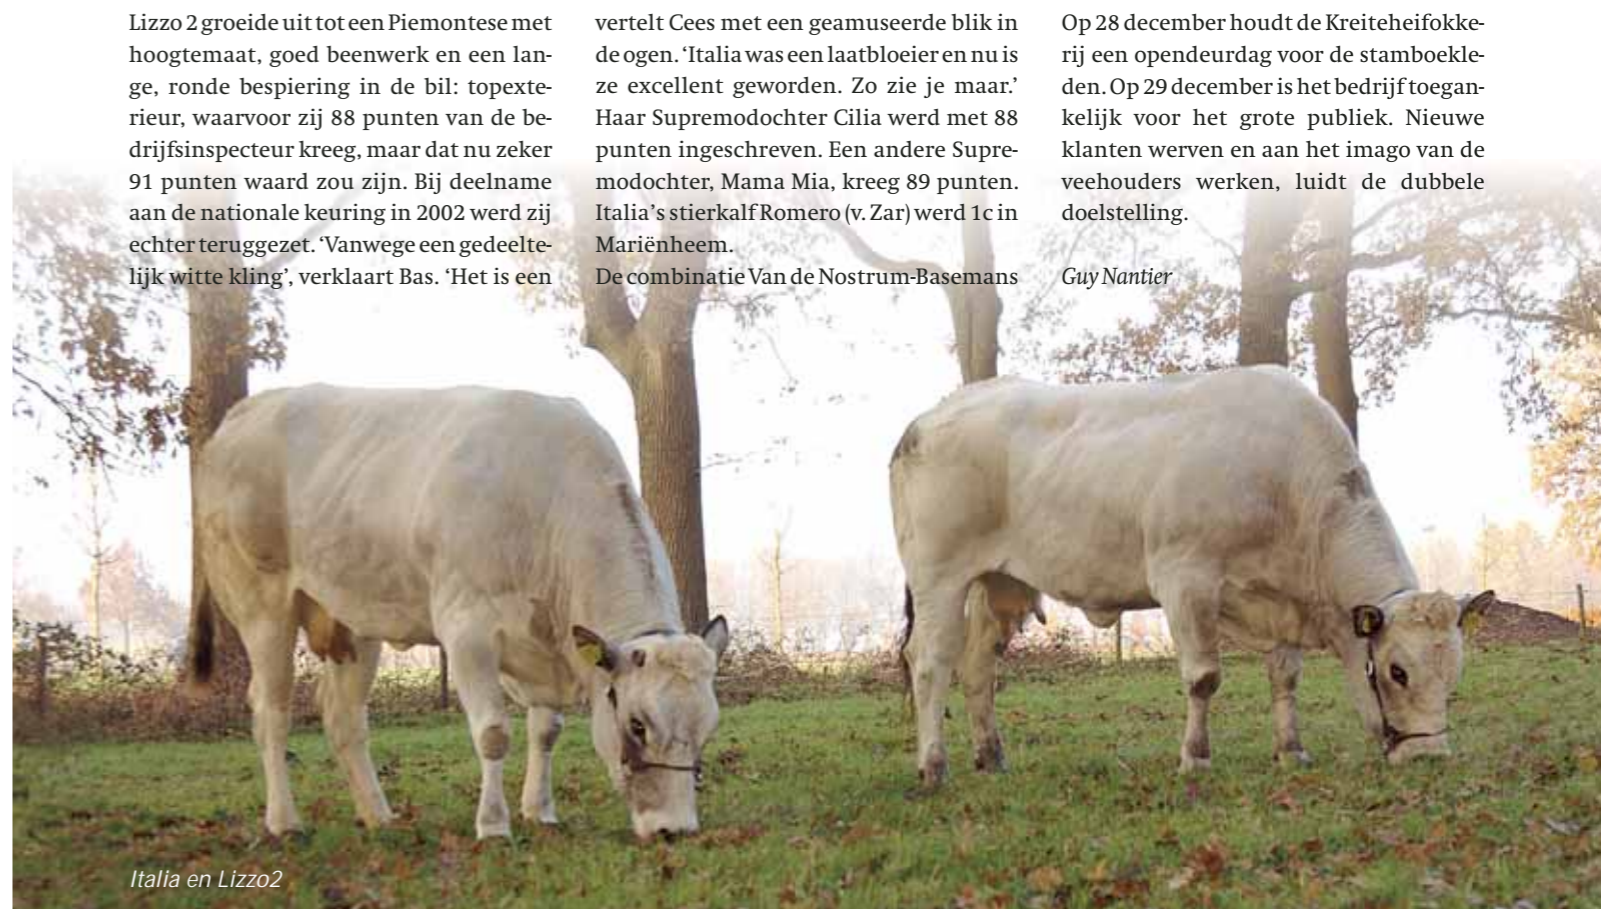 Lizzo 2 groeide uit tot een Piemontese met
hoogtemaat, goed beenwerk en een lan-
ge, ronde bespiering in de bil: topexte-
rieur, waarvoor zij 88 punten van de be-
drijfsinspecteur kreeg, maar dat nu zeker
91 punten waard zou zijn. Bij deelname
aan de nationale keuring in 2002 werd zij
echter teruggezet. ‘Vanwege een gedeelte-
lijk witte kling’, verklaart Bas. ‘Het is een
vertelt Cees met een geamuseerde blik in
de ogen. ‘Italia was een laatbloeier en nu is
ze excellent geworden. Zo zie je maar.’
Haar Supremodochter Cilia werd met 88
punten ingeschreven. Een andere Supre-
modochter, Mama Mia, kreeg 89 punten.
Italia’s stierkalf Romero (v. Zar) werd 1c in
Mariënheem.
De combinatie Van de Nostrum-Basemans
Op 28 december houdt de Kreiteheifokke-
rij een opendeurdag voor de stamboekle-
den. Op 29 december is het bedrijf toegan-
kelijk voor het grote publiek. Nieuwe
klanten werven en aan het imago van de
veehouders werken, luidt de dubbele
doelstelling.
Guy Nantier
Italia en Lizzo2